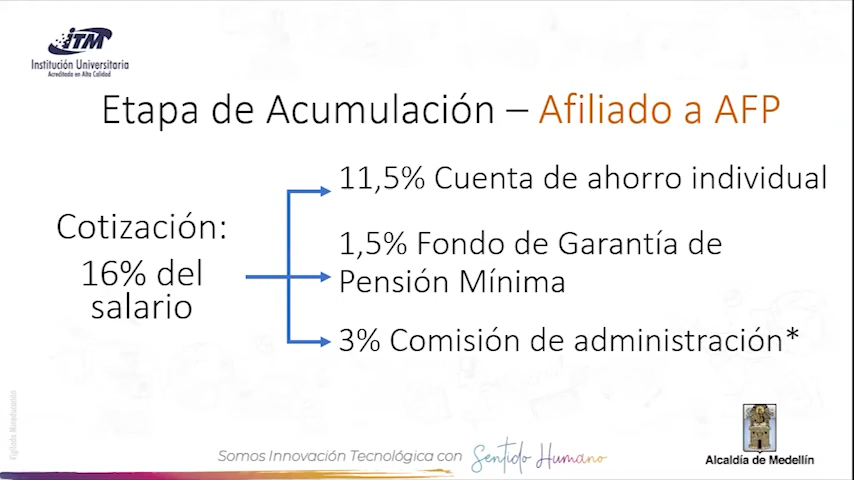 iTM
Institución Universitaria
Acreditada en Alta Calidad
Etapa de Acumulación – Afiliado a AFP
Cotización:
16% del
salario
11,5% Cuenta de ahorro individual
1,5% Fondo de Garantía de
Pensión Mínima
3% Comisión de administración*
Vigilada Mineducación
Somos Innovación Tecnológica con Sentido Humano
Alcaldía de Medellín